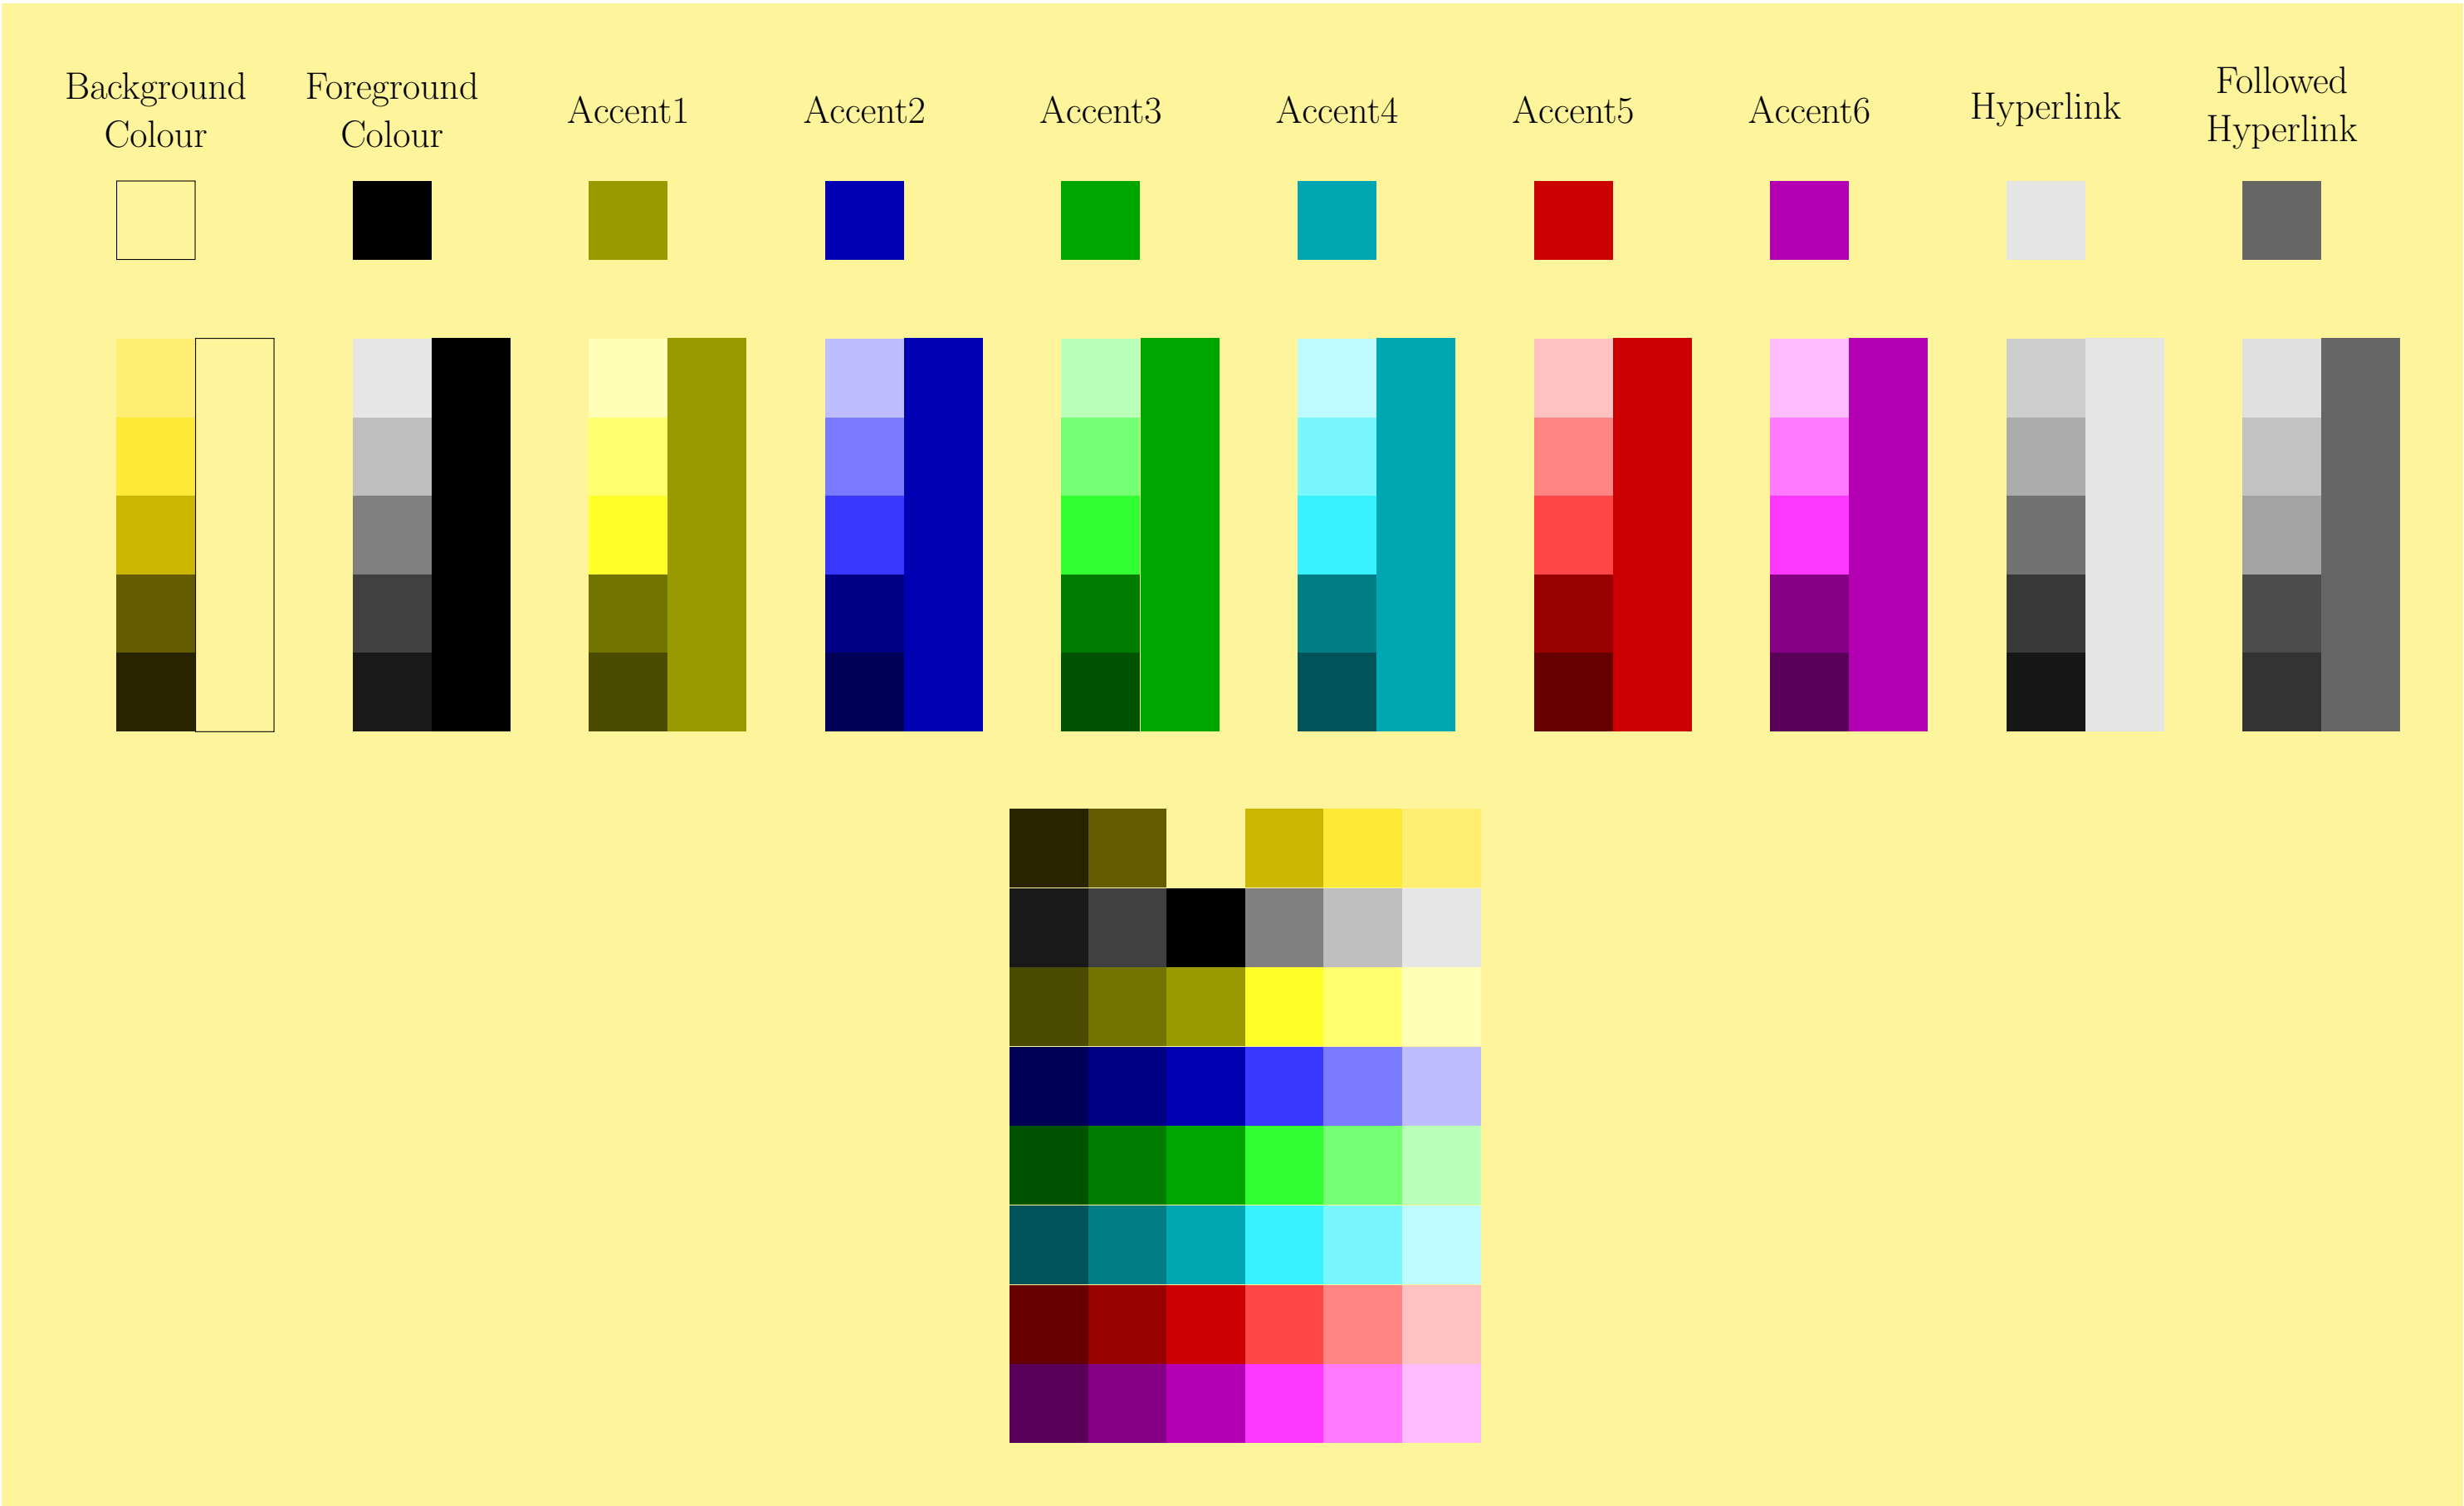 Background
Colour
Foreground
Colour
Accent1
Accent2
Accent3
Accent4
Accent5
Accent6
Hyperlink
Followed
Hyperlink